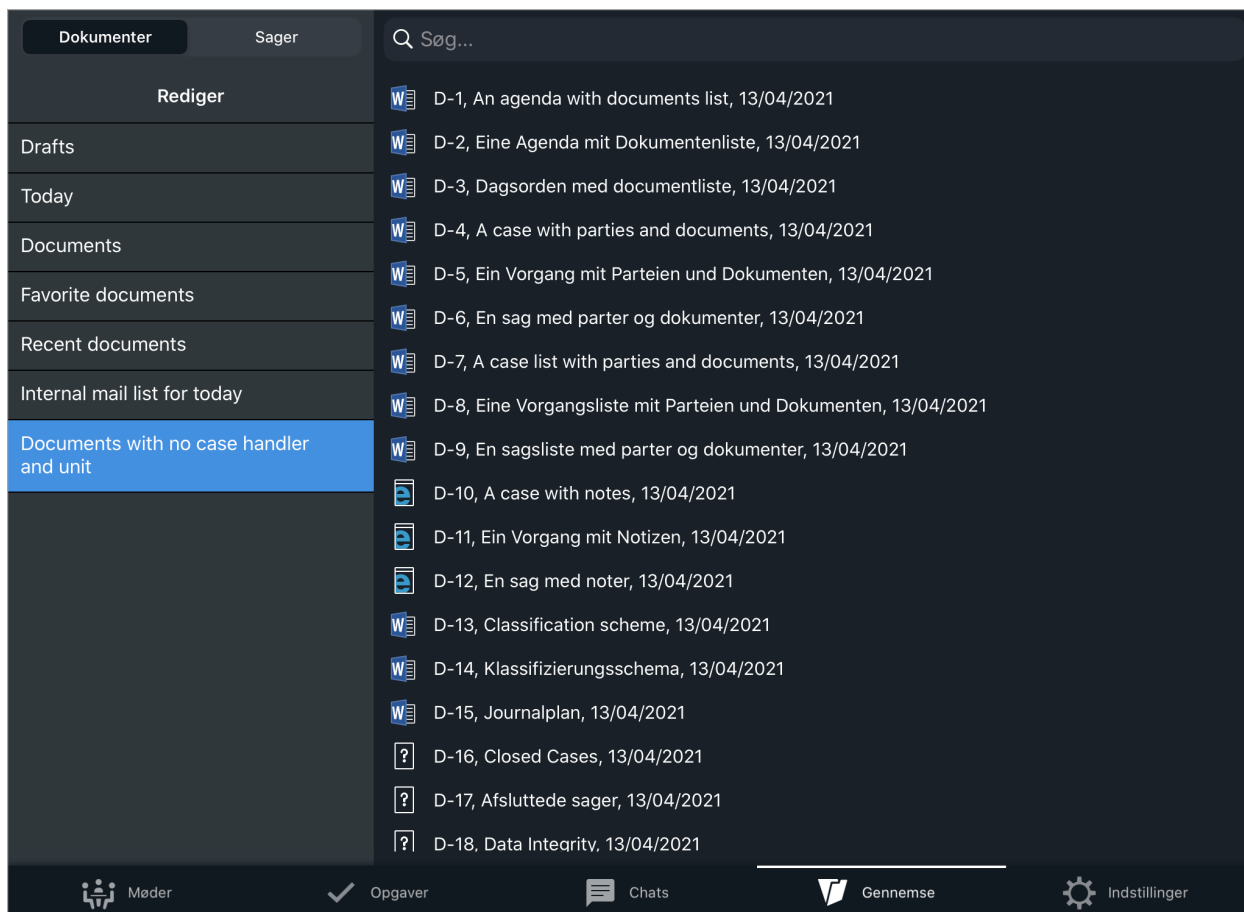 Dokumenter
Sager
Rediger
Drafts
Today
Documents
Favorite documents
Recent documents
Internal mail list for today
Documents with no case handler
and unit
Søg...
D-1, An agenda with documents list, 13/04/2021
D-2, Eine Agenda mit Dokumentenliste, 13/04/2021
D-3, Dagsorden med documentliste, 13/04/2021
D-4, A case with parties and documents, 13/04/2021
D-5, Ein Vorgang mit Parteien und Dokumenten, 13/04/2021
D-6, En sag med parter og dokumenter, 13/04/2021
D-7, A case list with parties and documents, 13/04/2021
D-8, Eine Vorgangsliste mit Parteien und Dokumenten, 13/04/2021
D-9, En sagsliste med parter og dokumenter, 13/04/2021
D-10, A case with notes, 13/04/2021
D-11, Ein Vorgang mit Notizen, 13/04/2021
D-12, En sag med noter, 13/04/2021
D-13, Classification scheme, 13/04/2021
D-14, Klassifizierungsschema, 13/04/2021
D-15, Journalplan, 13/04/2021
D-16, Closed Cases, 13/04/2021
D-17, Afsluttede sager, 13/04/2021
D-18, Data Integrity, 13/04/2021
Møder
Opgaver
Chats
Gennemse
Indstillinger